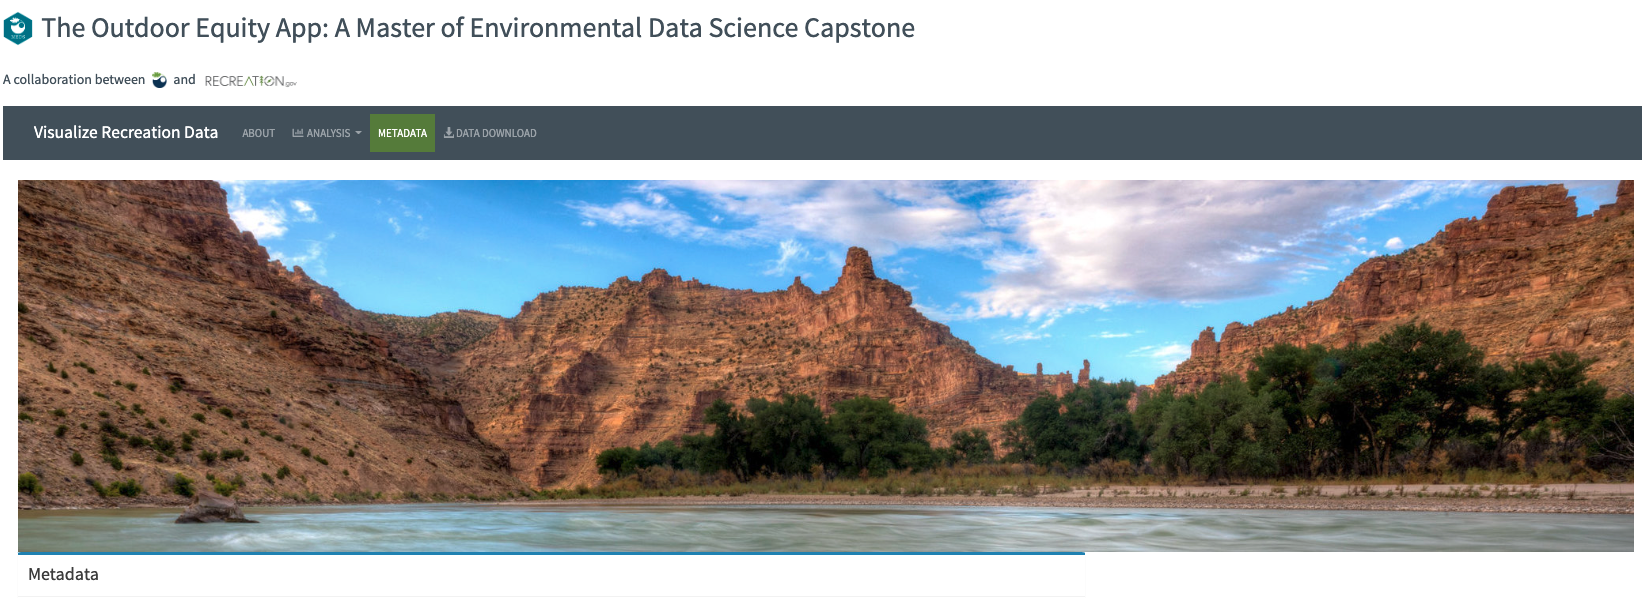 The Outdoor Equity App: A Master of Environmental Data Science Capstone
A collaboration between and RECREATION.gov
Visualize Recreation Data ABOUT ANALYSIS METADATA DATA DOWNLOAD
Metadata